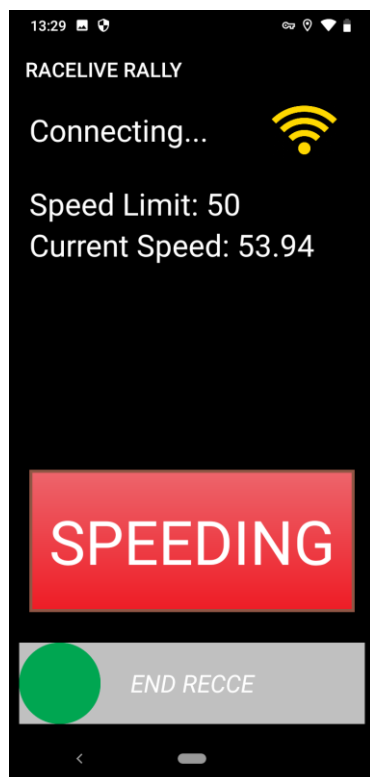 13:29
RACELIVE RALLY
Connecting...
Speed Limit: 50
Current Speed: 53.94
SPEEDING
END RECCE